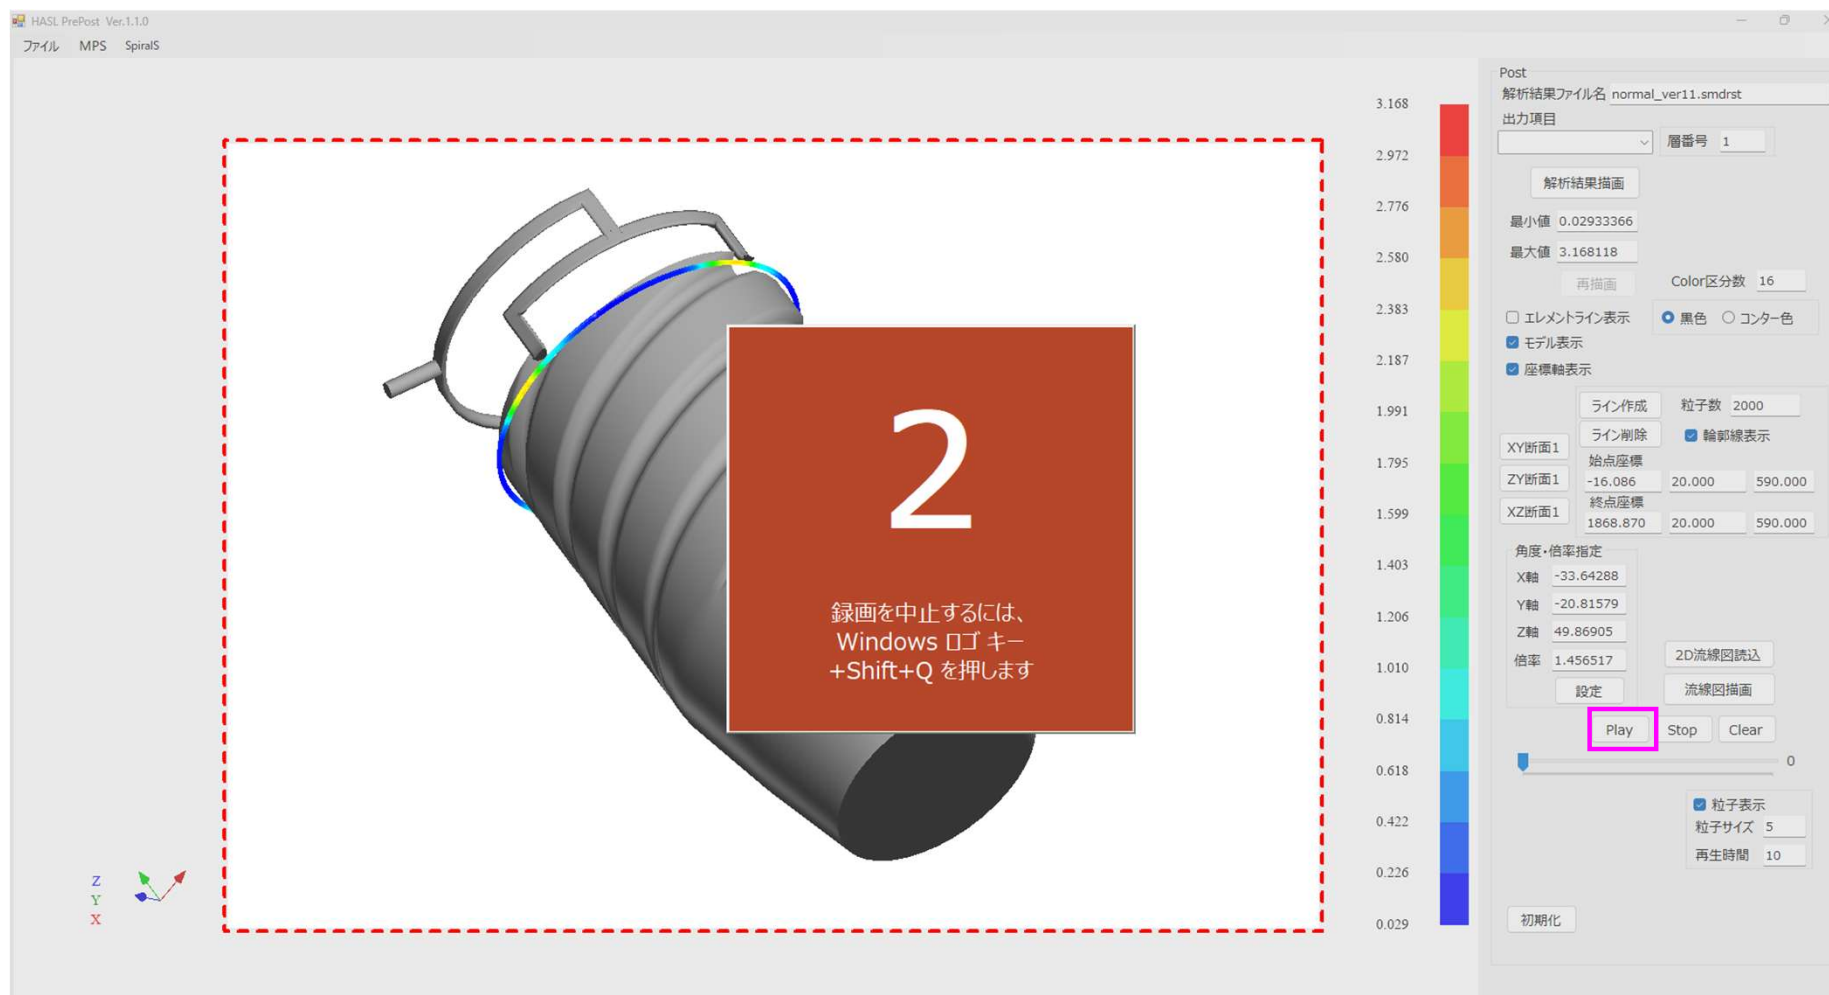 HASL PrePost Ver.1.1.0
ファイル MPS SpiralS
Post
解析結果ファイル名 normal_ver11.smdrst
出力項目
層番号 1
解析結果描画
最小値 0.02933366
最大値 3.168118
再描画 Color区分数 16
エレメントライン表示 黒色 コンター色
モデル表示
座標軸表示
ライン作成 粒子数 2000
ライン削除 輪郭線表示
XY断面1
ZY断面1
XZ断面1
始点座標
-16.086 20.000 590.000
終点座標
1868.870 20.000 590.000
角度・倍率指定
X軸 -33.64288
Y軸 -20.81579
Z軸 49.86905
倍率 1.456517
設定
2D流線図読込
流線図描画
Play Stop Clear
0
粒子表示
粒子サイズ 5
再生時間 10
初期化
3.168
2.972
2.776
2.580
2.383
2.187
1.991
1.795
1.599
1.403
1.206
1.010
0.814
0.618
0.422
0.226
0.029
2
録画を中止するには、
Windows ロゴ キー
+Shift+Q を押します
Z
Y
X